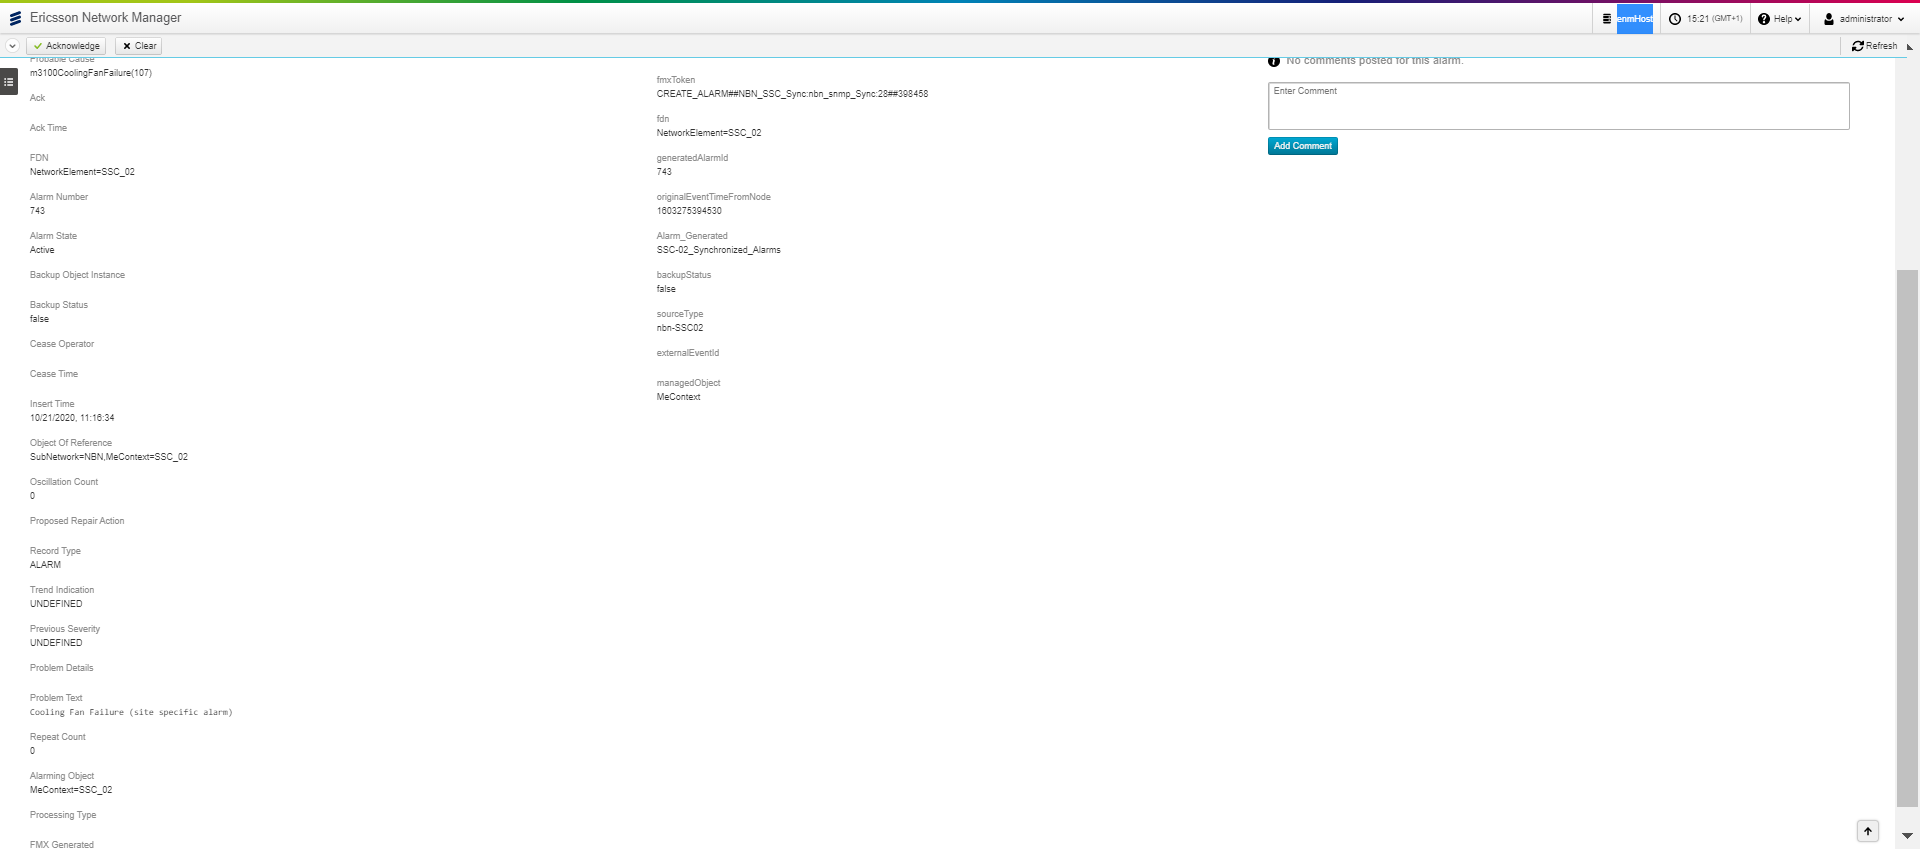 Ericsson Network Manager
enmHost
15:21 (GMT+1)
Help
administrator
Acknowledge
Clear
Refresh
Probable Cause
m3100CoolingFanFailure(107)
Ack
Ack Time
FDN
NetworkElement=SSC_02
Alarm Number
743
Alarm State
Active
Backup Object Instance
Backup Status
false
Cease Operator
Cease Time
Insert Time
10/21/2020, 11:16:34
Object Of Reference
SubNetwork=NBN,MeContext=SSC_02
Oscillation Count
0
Proposed Repair Action
Record Type
ALARM
Trend Indication
UNDEFINED
Previous Severity
UNDEFINED
Problem Details
Problem Text
Cooling Fan Failure (site specific alarm)
Repeat Count
0
Alarming Object
MeContext=SSC_02
Processing Type
FMX Generated
fmxToken
CREATE_ALARM##NBN_SSC_Sync:nbn_snmp_Sync:28##398458
fdn
NetworkElement=SSC_02
generatedAlarmId
743
originalEventTimeFromNode
1603275394530
Alarm_Generated
SSC-02_Synchronized_Alarms
backupStatus
false
sourceType
nbn-SSC02
externalEventId
managedObject
MeContext
No comments posted for this alarm.
Enter Comment
Add Comment